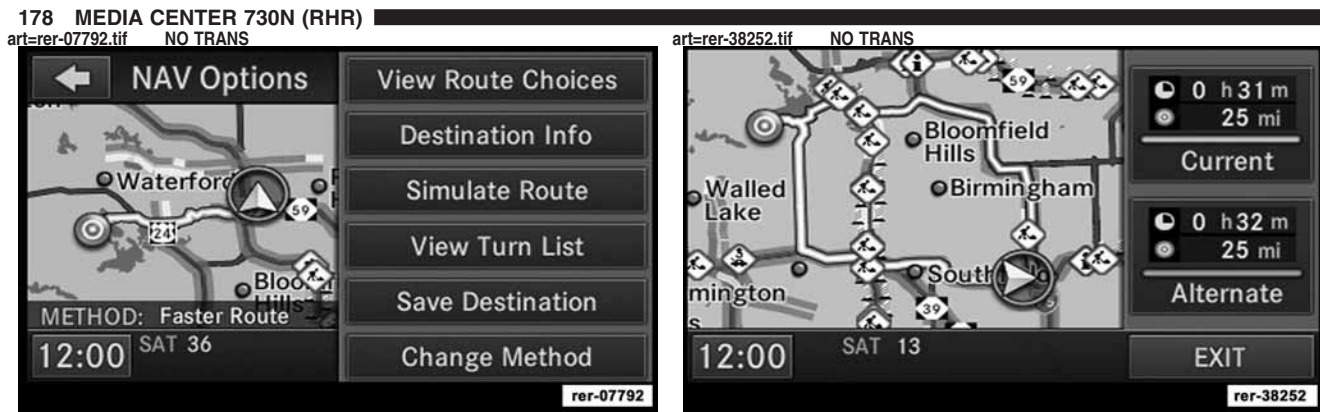 178 MEDIA CENTER 730N (RHR)
art=rer-07792.tif NO TRANS
NAV Options
View Route Choices
Destination Info
Simulate Route
View Turn List
Save Destination
Change Method
Waterford
59
24
Bloo
Hills
METHOD: Faster Route
12:00
SAT 36
rer-07792
art=rer-38252.tif NO TRANS
59
Bloomfield
Hills
Birmingham
Walled
Lake
South
mington
s
39
0 h 31 m
25 mi
Current
0 h 32 m
25 mi
Alternate
12:00
SAT 13
EXIT
rer-38252